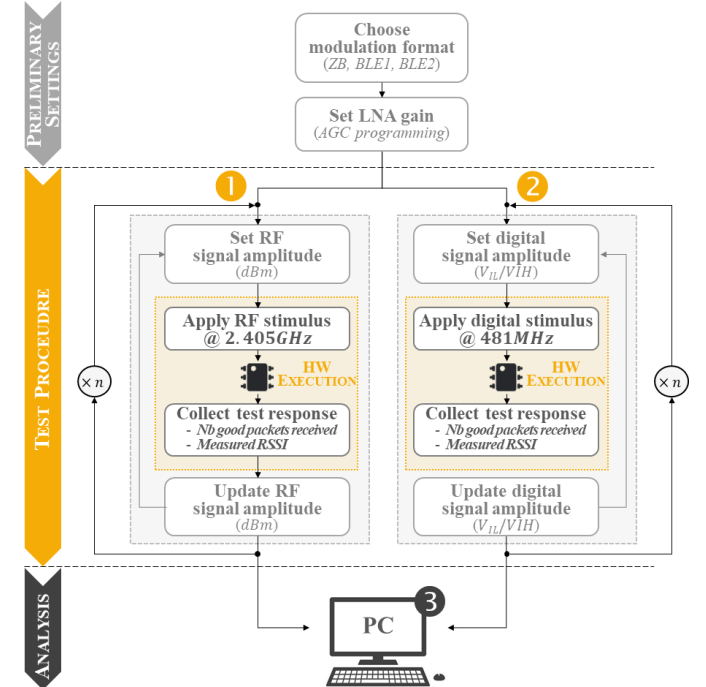 PRELIMINARY
SETTINGS
Choose
modulation format
(ZB, BLE1, BLE2)
Set LNA gain
(AGC programming)
TEST PROCEUDRE
1
Set RF
signal amplitude
(dBm)
Apply RF stimulus
@ 2.405GHz
HW
EXECUTION
Collect test response
- Nb good packets received
- Measured RSSI
Update RF
signal amplitude
(dBm)
× n
2
Set digital
signal amplitude
(VIL/VIH)
Apply digital stimulus
@ 481MHz
HW
EXECUTION
Collect test response
- Nb good packets received
- Measured RSSI
Update digital
signal amplitude
(VIL/VIH)
× n
ANALYSIS
3
PC